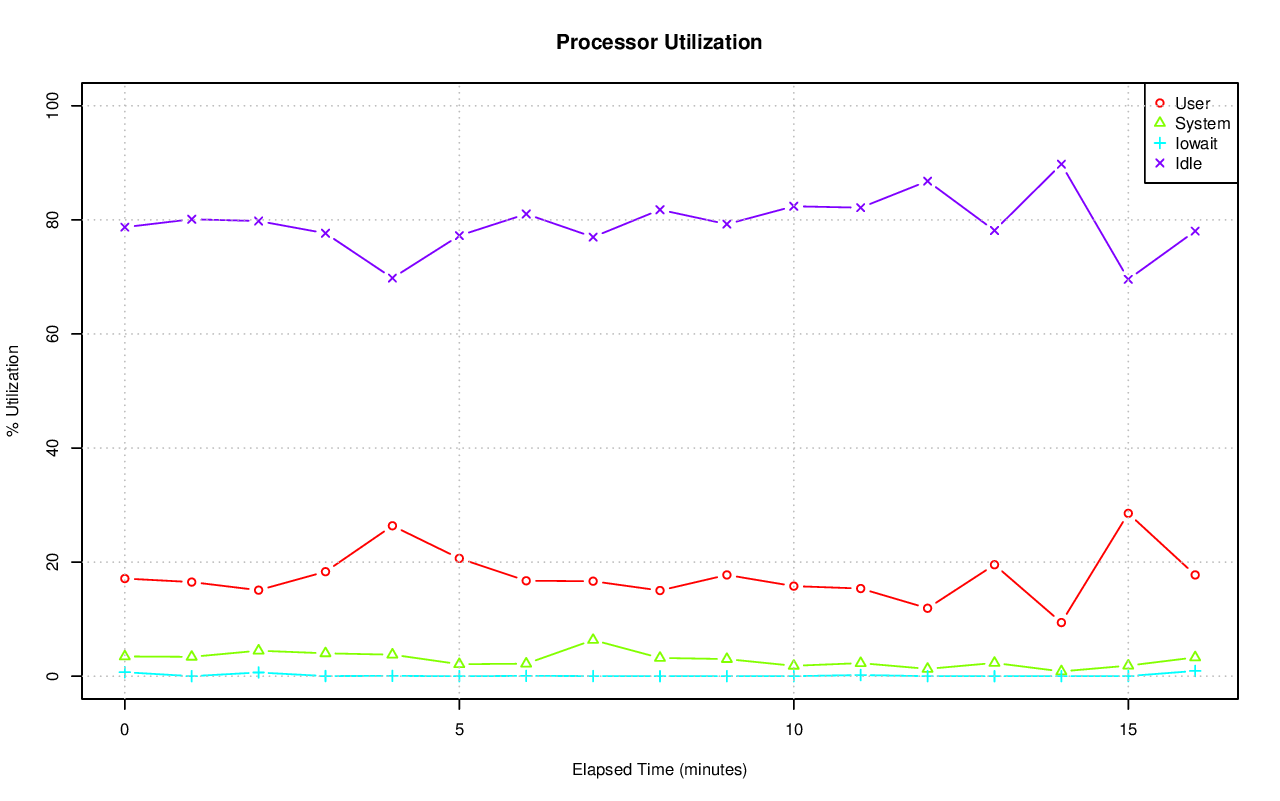 Processor Utilization
% Utilization
100
80
60
40
20
0
User
System
Iowait
Idle
0 5 10 15
Elapsed Time (minutes)